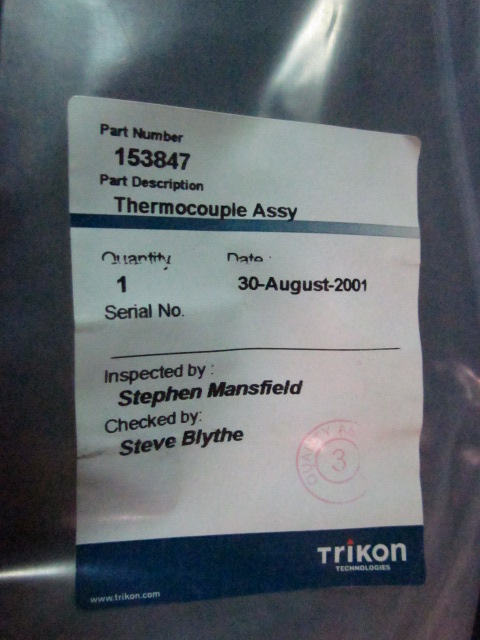 Part Number
153847
Part Description
Thermocouple Assy
Quantity Date :
1 30-August-2001
Serial No.
Inspected by :
Stephen Mansfield
Checked by:
Steve Blythe
QUALITY
3
Trikon
TECHNOLOGIES
www.trikon.com